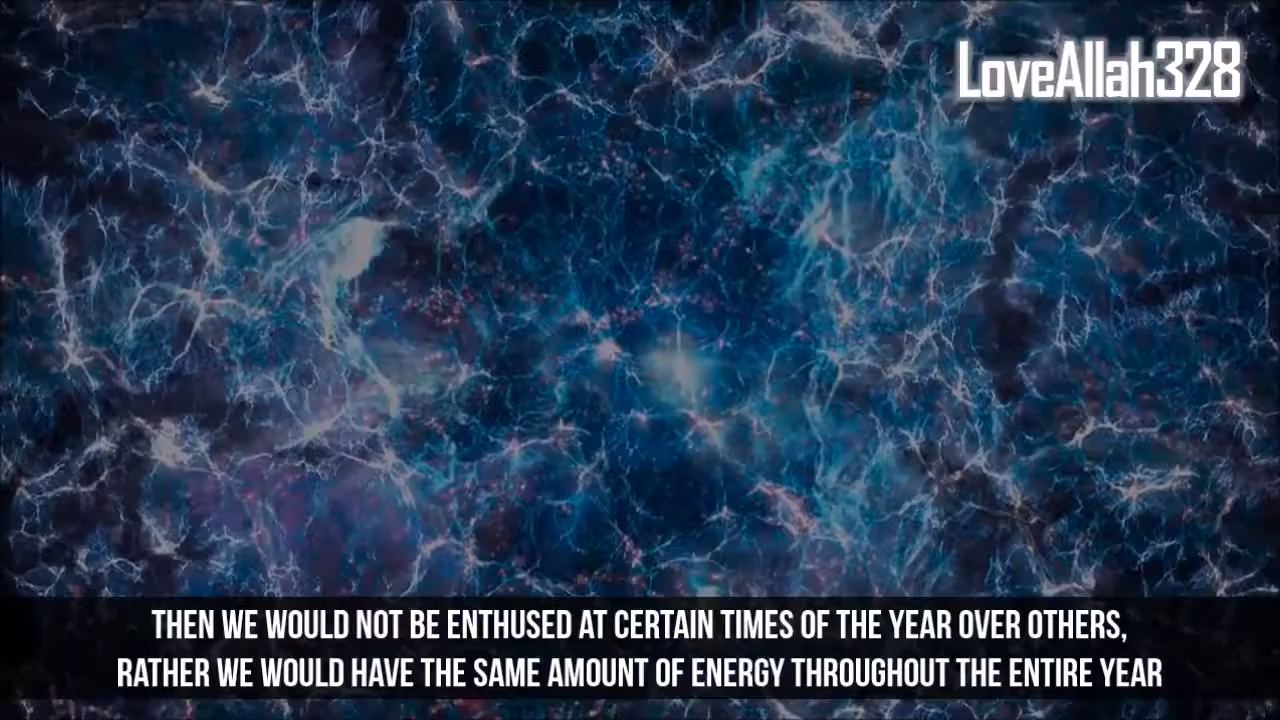 LoveAllah328
THEN WE WOULD NOT BE ENTHUSED AT CERTAIN TIMES OF THE YEAR OVER OTHERS,
RATHER WE WOULD HAVE THE SAME AMOUNT OF ENERGY THROUGHOUT THE ENTIRE YEAR